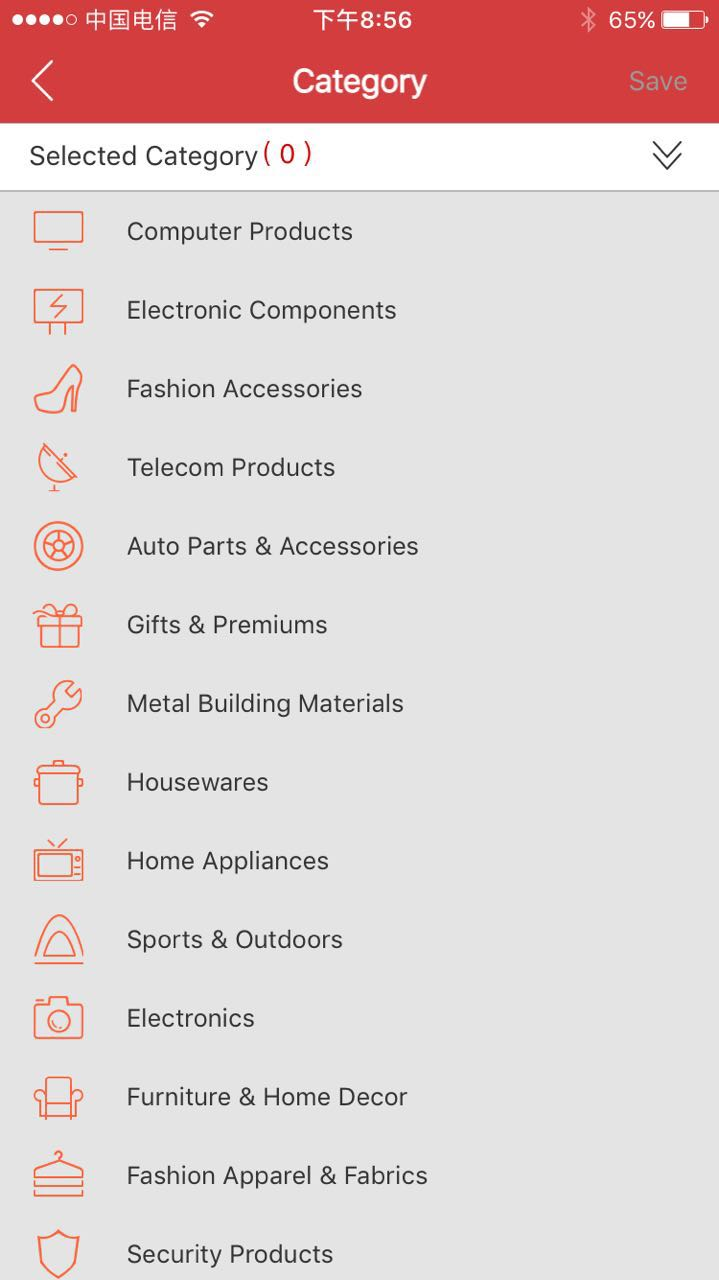 中国电信 下午8:56 65%
Category Save
Selected Category ( 0 )
Computer Products
Electronic Components
Fashion Accessories
Telecom Products
Auto Parts & Accessories
Gifts & Premiums
Metal Building Materials
Housewares
Home Appliances
Sports & Outdoors
Electronics
Furniture & Home Decor
Fashion Apparel & Fabrics
Security Products